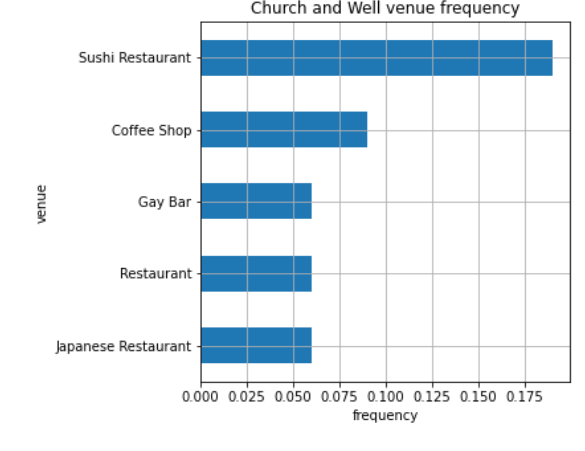 Church and Well venue frequency
Sushi Restaurant
Coffee Shop
Gay Bar
Restaurant
Japanese Restaurant
venue
0.000 0.025 0.050 0.075 0.100 0.125 0.150 0.175
frequency